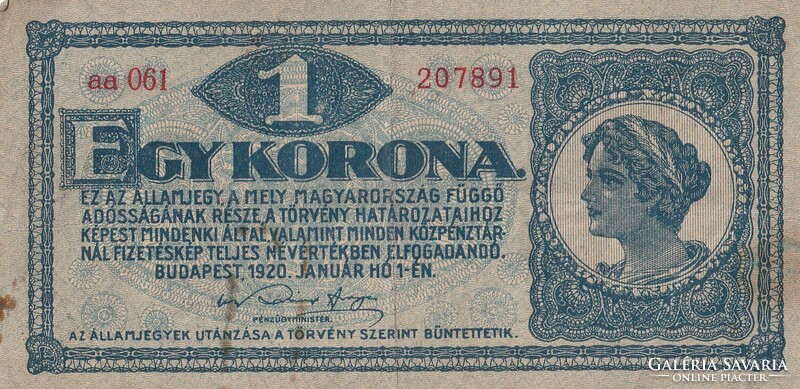 aa 061
1
207891
EGY KORONA.
EZ AZ ÁLLAMJEGY, A MELY MAGYARORSZÁG FÜGGŐ
ADÓSSÁGÁNAK RÉSZE, A TÖRVÉNY HATÁROZATAIHOZ
KÉPEST MINDENKI ÁLTAL, VALAMINT MINDEN KÖZPÉNZTÁR-
NÁL FIZETÉSKÉP TELJES NÉVÉRTÉKBEN ELFOGADANDÓ.
BUDAPEST 1920. JANUÁR HÓ 1-ÉN.
PÉNZÜGYMINISTER.
AZ ÁLLAMJEGYEK UTÁNZÁSA A TÖRVÉNY SZERINT BÜNTETTETIK.
GALÉRIA SAVARIA
ONLINE PIACTÉR